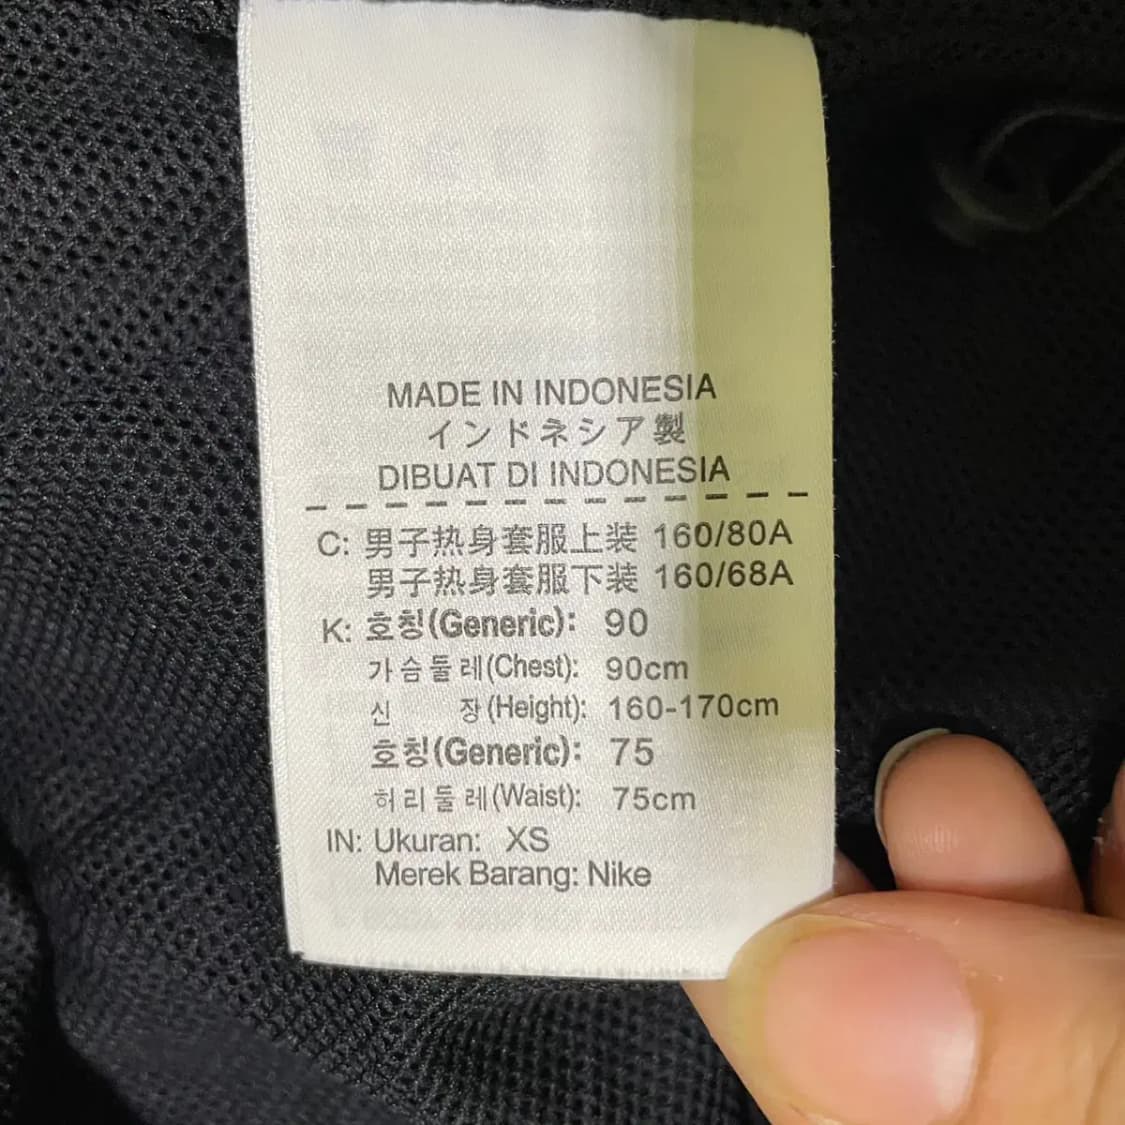 MADE IN INDONESIA
インドネシア製
DIBUAT DI INDONESIA
C: 男子热身套服上装 160/80A
男子热身套服下装 160/68A
K: 호칭(Generic): 90
가슴둘레(Chest): 90cm
신 장(Height): 160-170cm
호칭(Generic): 75
허리둘레(Waist): 75cm
IN: Ukuran: XS
Merek Barang: Nike